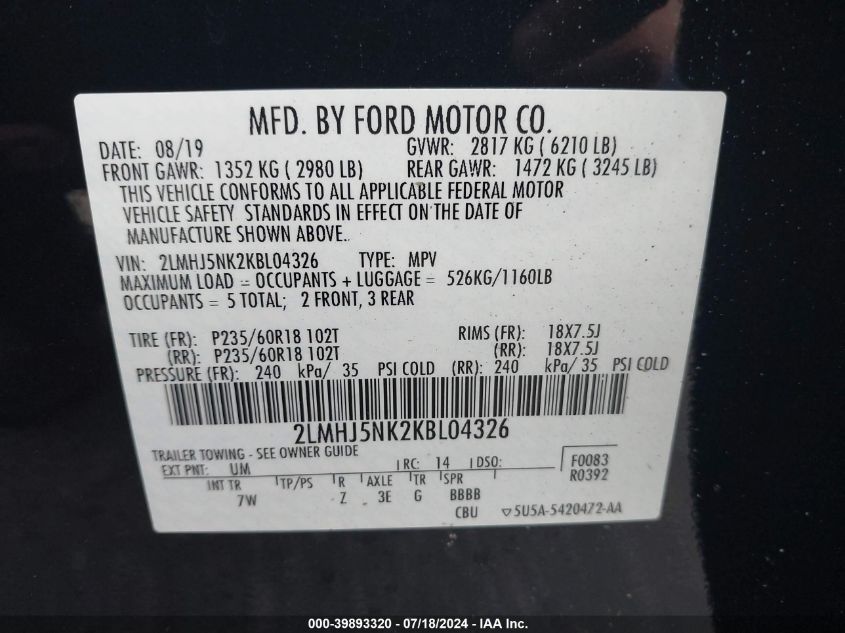 MFD. BY FORD MOTOR CO.
DATE: 08/19 GVWR: 2817 KG ( 6210 LB)
FRONT GAWR: 1352 KG ( 2980 LB) REAR GAWR: 1472 KG ( 3245 LB)
THIS VEHICLE CONFORMS TO ALL APPLICABLE FEDERAL MOTOR
VEHICLE SAFETY STANDARDS IN EFFECT ON THE DATE OF
MANUFACTURE SHOWN ABOVE.
VIN: 2LMHJ5NK2KBL04326 TYPE: MPV
MAXIMUM LOAD = OCCUPANTS + LUGGAGE = 526KG/1160LB
OCCUPANTS = 5 TOTAL; 2 FRONT, 3 REAR
TIRE (FR): P235/60R18 102T RIMS (FR): 18X7.5J
(RR): P235/60R18 102T (RR): 18X7.5J
PRESSURE (FR): 240 kPa/ 35 PSI COLD (RR): 240 kPa/ 35 PSI COLD
2LMHJ5NK2KBL04326
TRAILER TOWING - SEE OWNER GUIDE
EXT PNT: UM RC: 14 DSO: F0083
R0392
INT TR TP/PS R AXLE TR SPR
7W Z 3E G BBBB
CBU ▽5U5A-5420472-AA
000-39893320 - 07/18/2024 - IAA Inc.